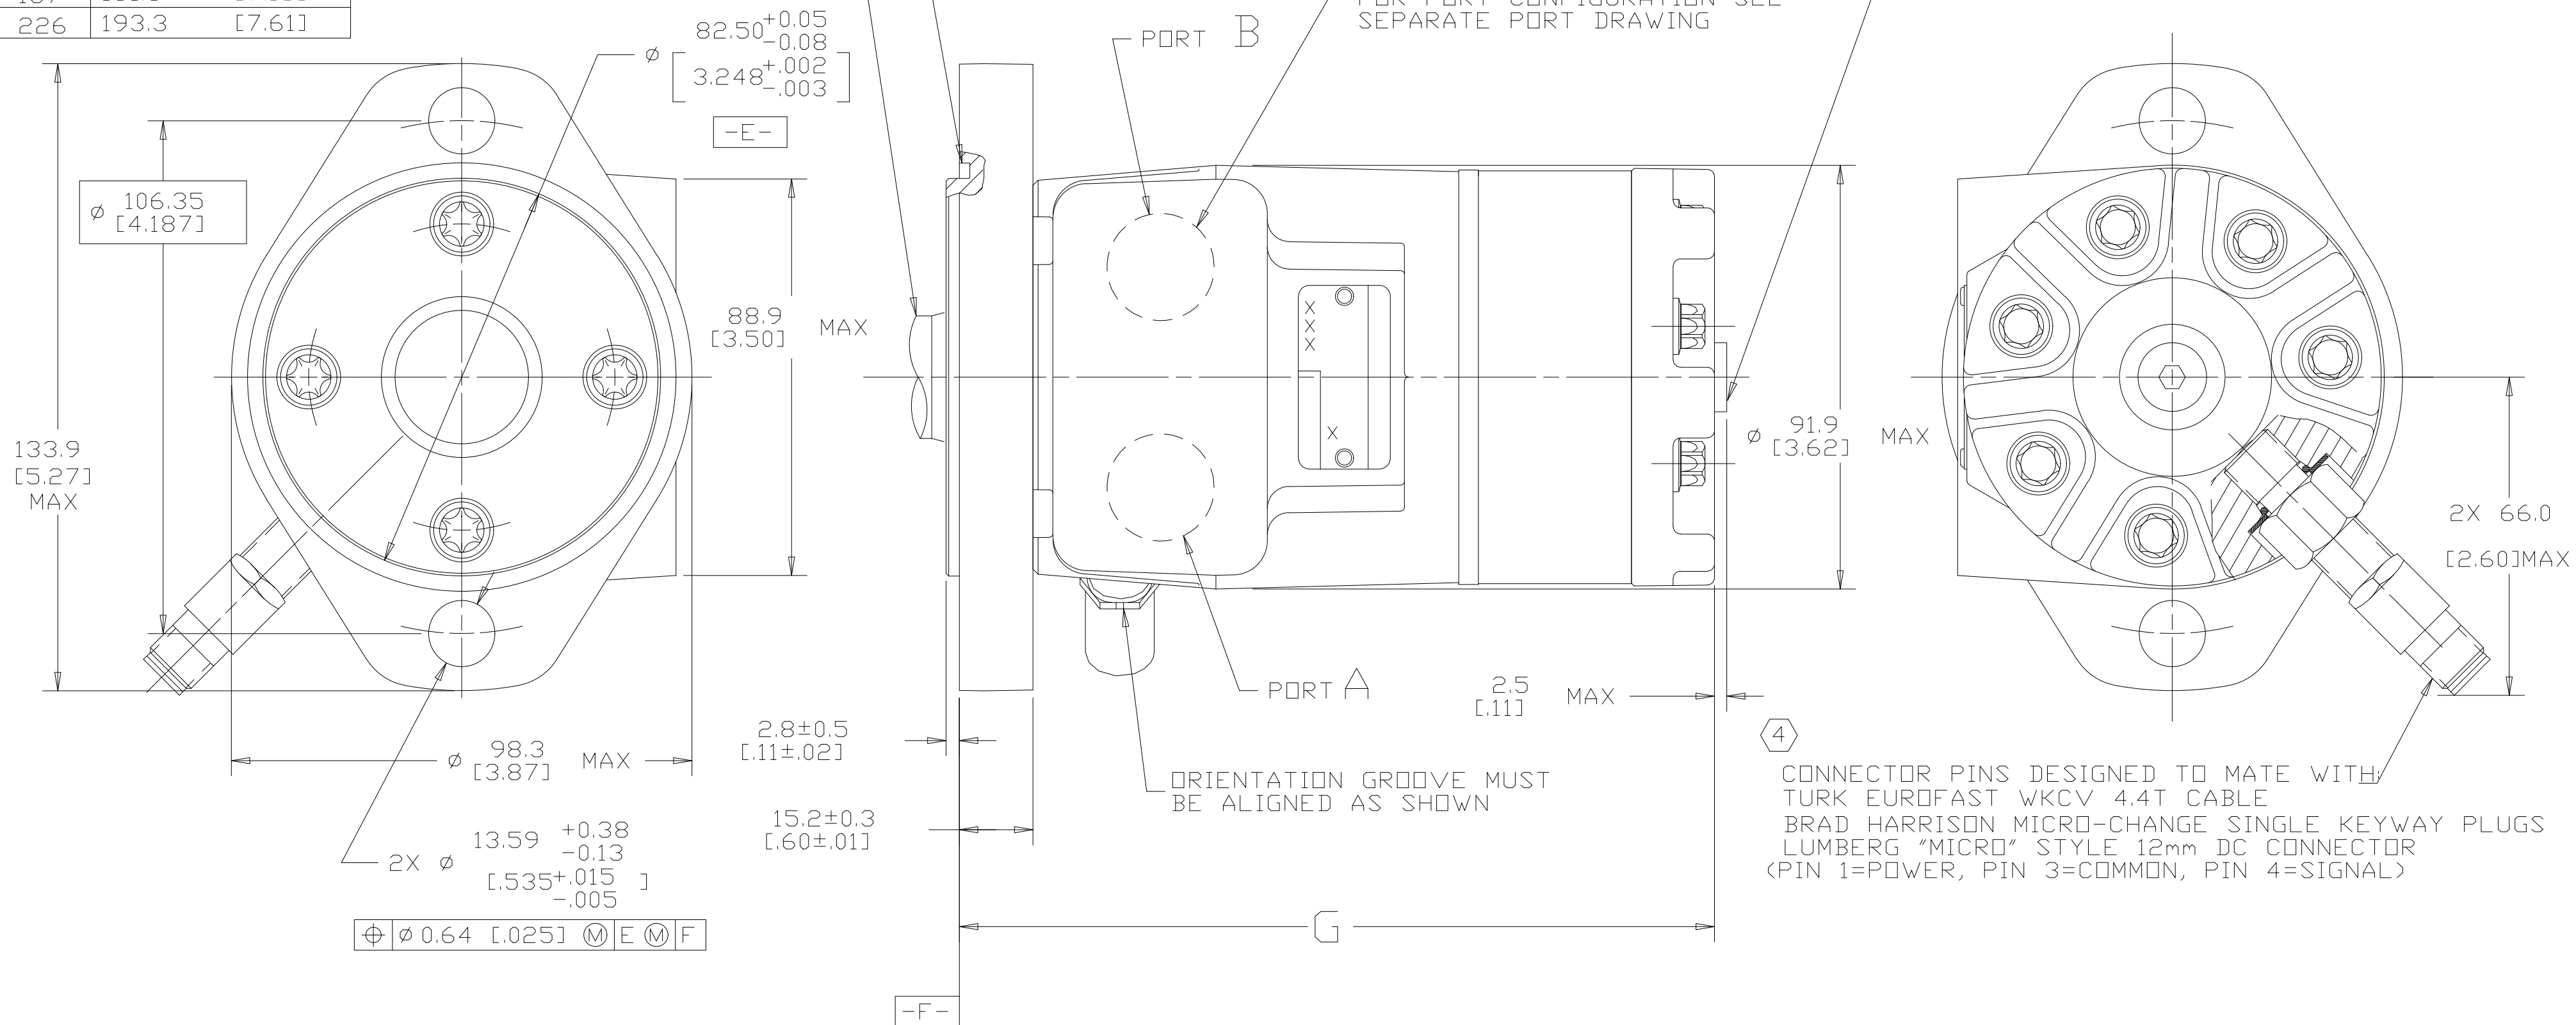 226 193.3 [7.61]
82.50 +0.05 -0.08
3.248 +.002 -.003
-E-
PORT B
SEPARATE PORT DRAWING
Ø 106.35
[4.187]
88.9 MAX
[3.50]
133.9
[5.27]
MAX
X
X
X
X
Ø 91.9 MAX
[3.62]
2X 66.0
[2.60]MAX
PORT A
2.5 MAX
[.11]
2.8±0.5
[.11±.02]
Ø 98.3 MAX
[3.87]
ORIENTATION GROOVE MUST
BE ALIGNED AS SHOWN
15.2±0.3
[.60±.01]
2X Ø 13.59 +0.38 -0.13
[.535 +.015 -.005]
⌖ Ø 0.64 [.025] Ⓜ E Ⓜ F
G
-F-
4
CONNECTOR PINS DESIGNED TO MATE WITH:
TURK EUROFAST WKCV 4.4T CABLE
BRAD HARRISON MICRO-CHANGE SINGLE KEYWAY PLUGS
LUMBERG "MICRO" STYLE 12mm DC CONNECTOR
(PIN 1=POWER, PIN 3=COMMON, PIN 4=SIGNAL)